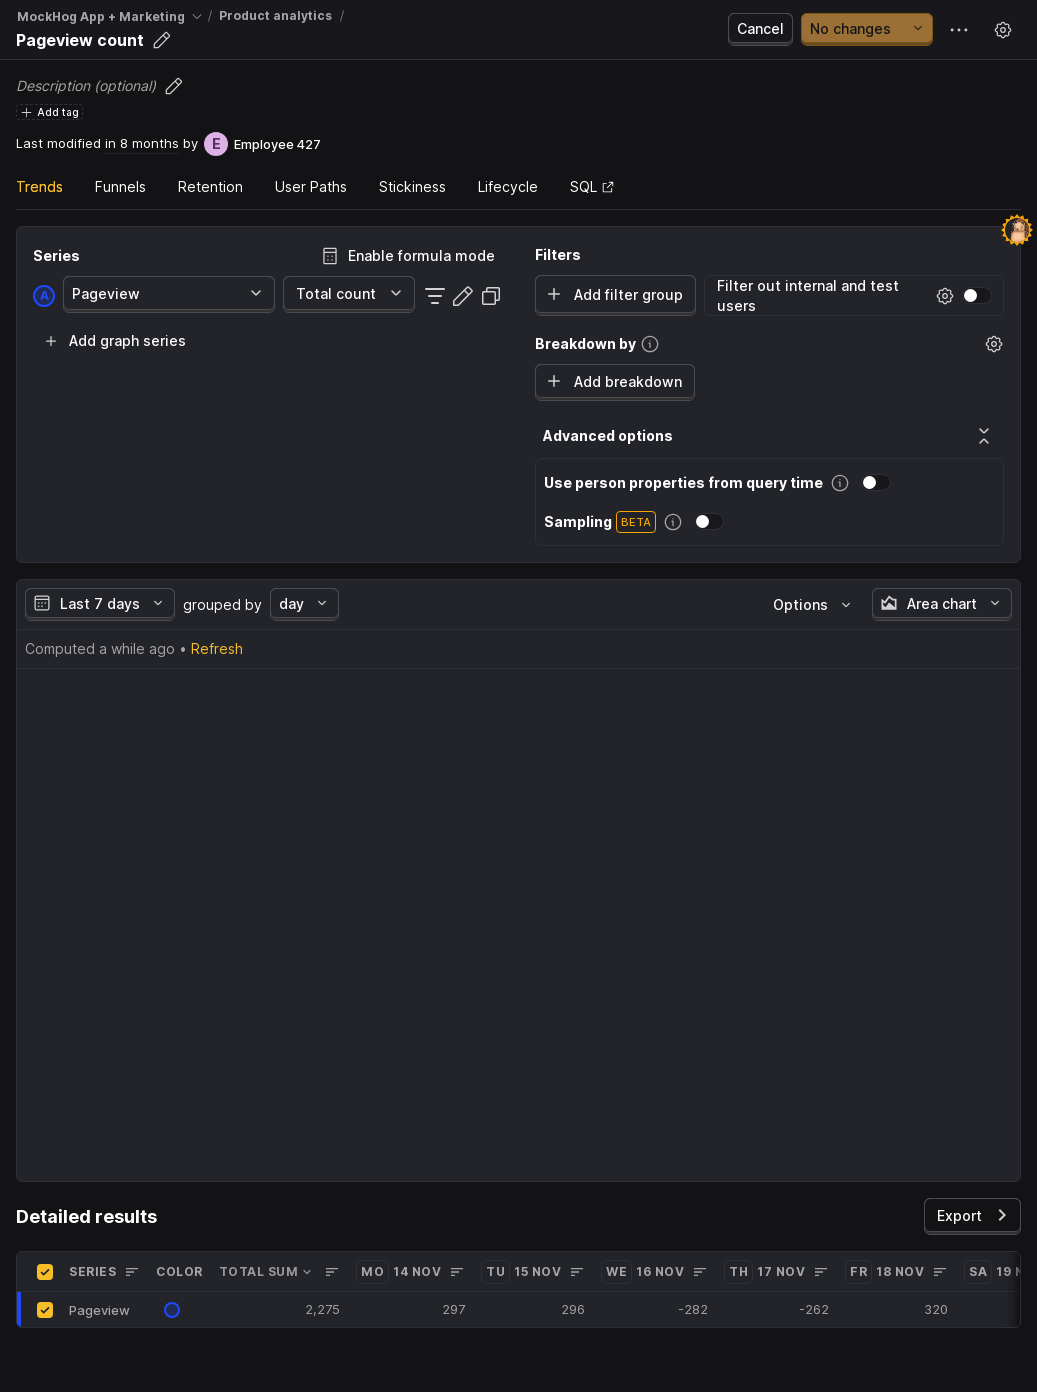 MockHog App + Marketing / Product analytics /
Pageview count
Cancel
No changes
Description (optional)
Add tag
Last modified in 8 months by E Employee 427
Trends Funnels Retention User Paths Stickiness Lifecycle SQL
Series
Enable formula mode
A Pageview
Total count
Add graph series
Filters
Add filter group
Filter out internal and test
users
Breakdown by
Add breakdown
Advanced options
Use person properties from query time
Sampling BETA
Last 7 days grouped by day
Options
Area chart
Computed a while ago • Refresh
Detailed results
Export
SERIES COLOR TOTAL SUM MO 14 NOV TU 15 NOV WE 16 NOV TH 17 NOV FR 18 NOV SA 19
Pageview 2,275 297 296 -282 -262 320